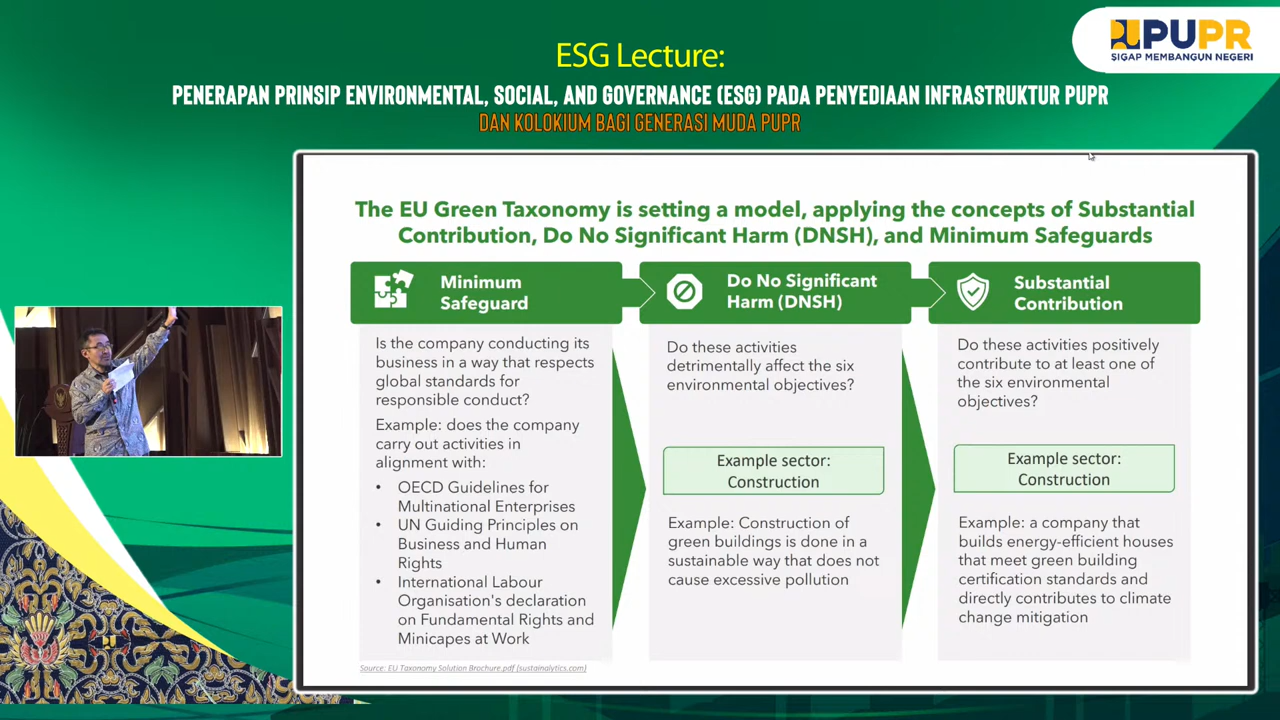 ESG Lecture:
PENERAPAN PRINSIP ENVIRONMENTAL, SOCIAL, AND GOVERNANCE (ESG) PADA PENYEDIAAN INFRASTRUKTUR PUPR
DAN KOLOKIUM BAGI GENERASI MUDA PUPR
PUPR
SIGAP MEMBANGUN NEGERI
The EU Green Taxonomy is setting a model, applying the concepts of Substantial
Contribution, Do No Significant Harm (DNSH), and Minimum Safeguards
Minimum
Safeguard
Is the company conducting its
business in a way that respects
global standards for
responsible conduct?
Example: does the company
carry out activities in
alignment with:
• OECD Guidelines for
Multinational Enterprises
• UN Guiding Principles on
Business and Human
Rights
• International Labour
Organisation's declaration
on Fundamental Rights and
Minicapes at Work
Do No Significant
Harm (DNSH)
Do these activities
detrimentally affect the six
environmental objectives?
Example sector:
Construction
Example: Construction of
green buildings is done in a
sustainable way that does not
cause excessive pollution
Substantial
Contribution
Do these activities positively
contribute to at least one of
the six environmental
objectives?
Example sector:
Construction
Example: a company that
builds energy-efficient houses
that meet green building
certification standards and
directly contributes to climate
change mitigation
Source: EU Taxonomy Solution Brochure.pdf (sustainalytics.com)